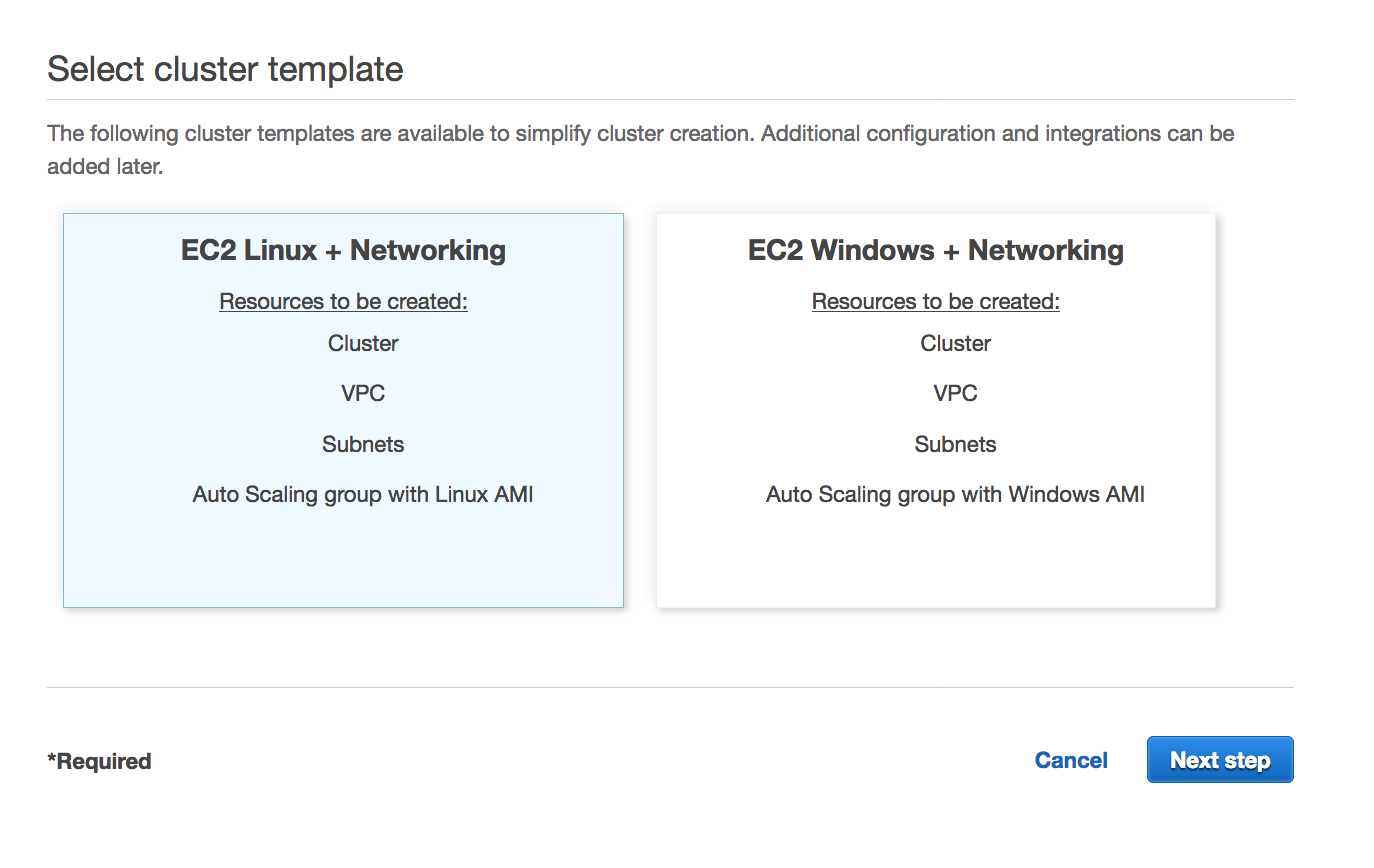 Select cluster template
The following cluster templates are available to simplify cluster creation. Additional configuration and integrations can be
added later.
EC2 Linux + Networking
Resources to be created:
Cluster
VPC
Subnets
Auto Scaling group with Linux AMI
EC2 Windows + Networking
Resources to be created:
Cluster
VPC
Subnets
Auto Scaling group with Windows AMI
*Required
Cancel
Next step